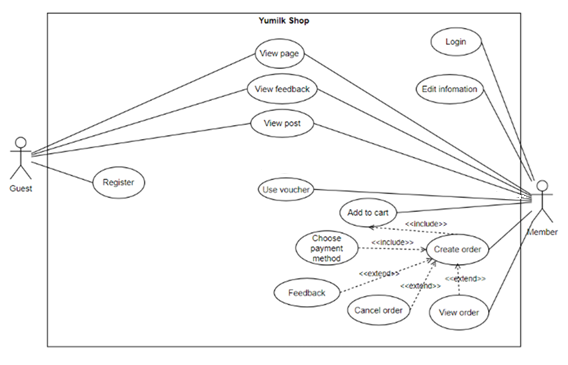 Yumilk Shop
Login
View page
View feedback
Edit infomation
View post
Guest
Register
Use voucher
Add to cart
Member
<<include>>
Choose
payment
method
<<include>>
Create order
<<extend>>
<<extend>>
<<extend>>
Feedback
Cancel order
View order